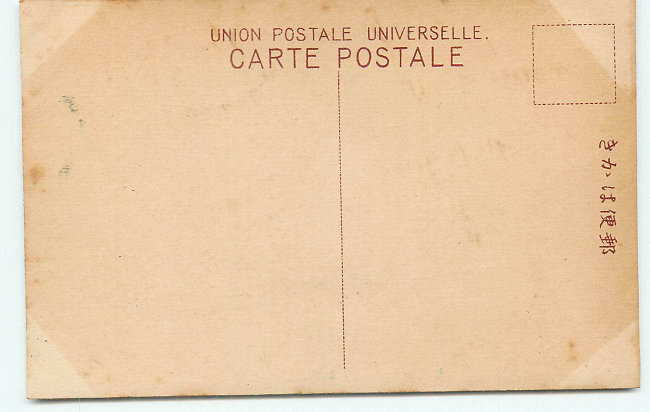 UNION POSTALE UNIVERSELLE.
CARTE POSTALE
きかは便郵